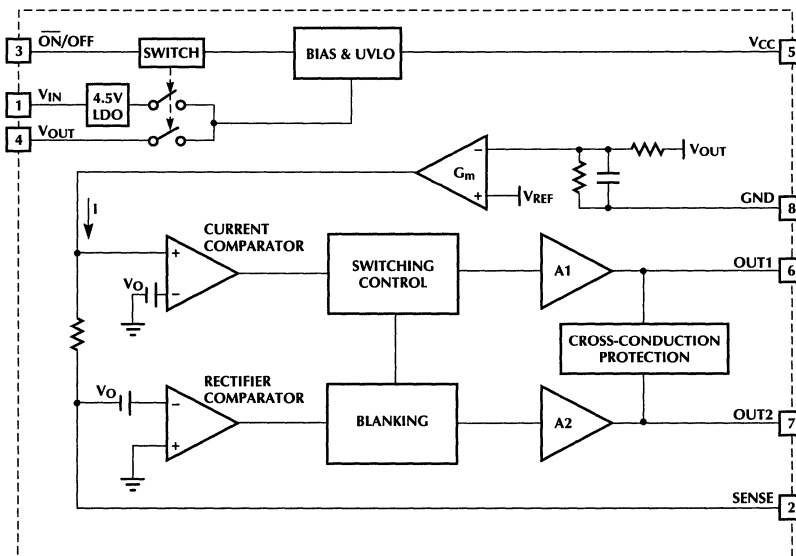 3 ON/OFF
SWITCH
BIAS & UVLO
VCC 5
1 VIN
4.5V
LDO
4 VOUT
Gm
−
+
VOUT
VREF
GND 8
I
CURRENT
COMPARATOR
+
−
VO
SWITCHING
CONTROL
A1
OUT1 6
CROSS-CONDUCTION
PROTECTION
RECTIFIER
COMPARATOR
VO
−
+
BLANKING
A2
OUT2 7
SENSE 2